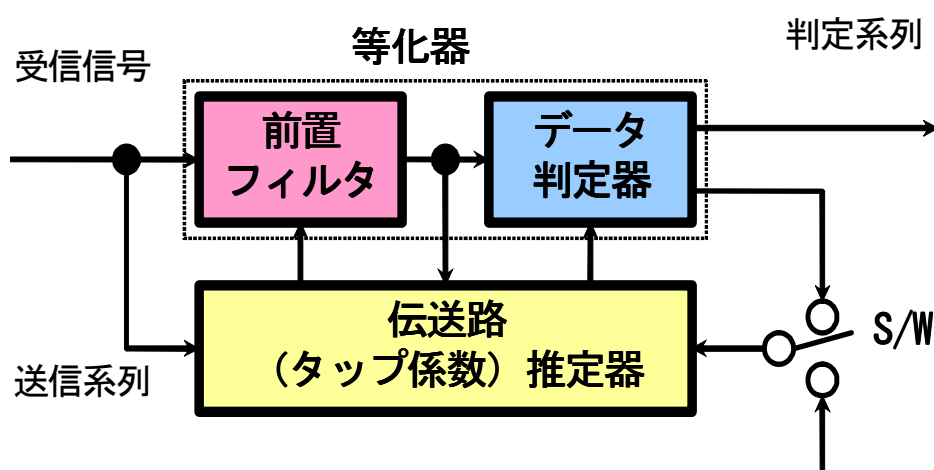 等化器
判定系列
受信信号
前置
フィルタ
データ
判定器
伝送路
（タップ係数）推定器
S/W
送信系列